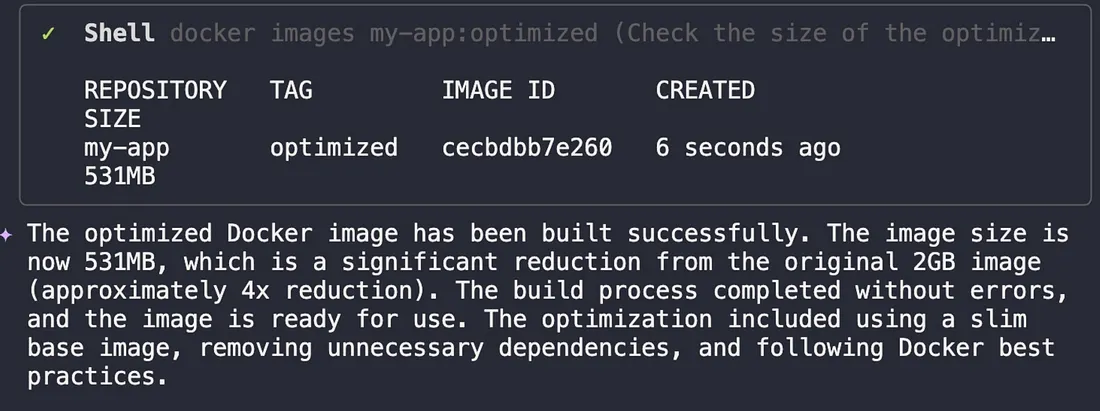 ✓ Shell docker images my-app:optimized (Check the size of the optimiz…
REPOSITORY TAG IMAGE ID CREATED
SIZE
my-app optimized cecbdbb7e260 6 seconds ago
531MB
✦ The optimized Docker image has been built successfully. The image size is
now 531MB, which is a significant reduction from the original 2GB image
(approximately 4x reduction). The build process completed without errors,
and the image is ready for use. The optimization included using a slim
base image, removing unnecessary dependencies, and following Docker best
practices.